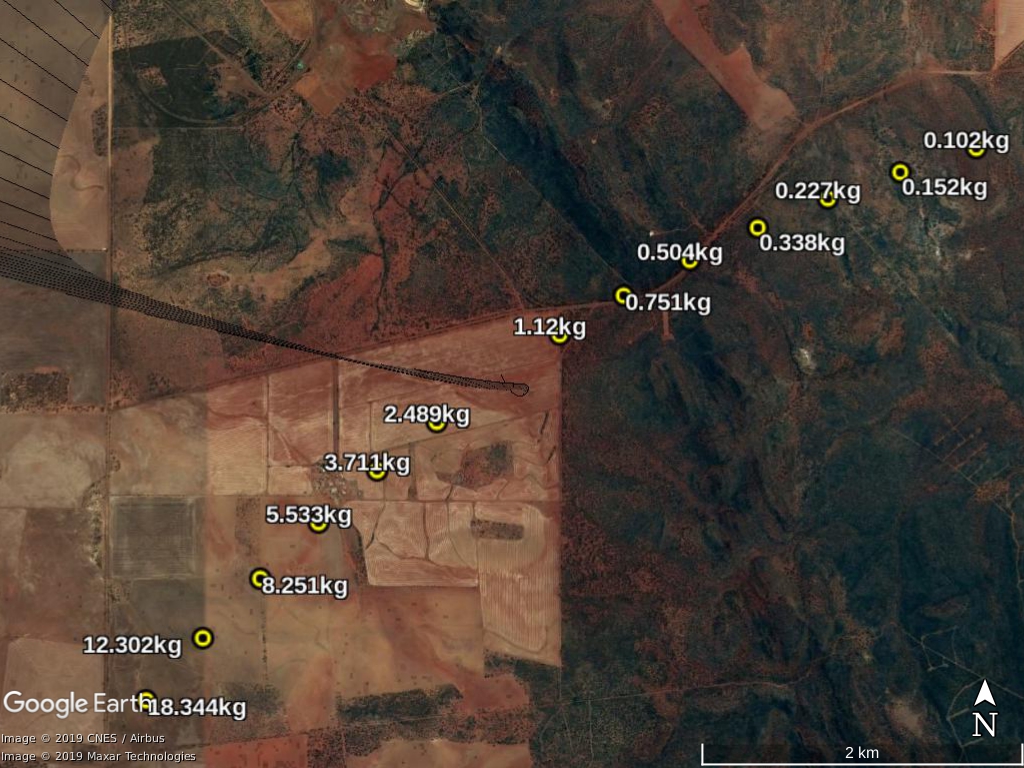 0.102kg
0.152kg
0.227kg
0.338kg
0.504kg
0.751kg
1.12kg
2.489kg
3.711kg
5.533kg
8.251kg
12.302kg
18.344kg
Google Earth
Image © 2019 CNES / Airbus
Image © 2019 Maxar Technologies
N
2 km